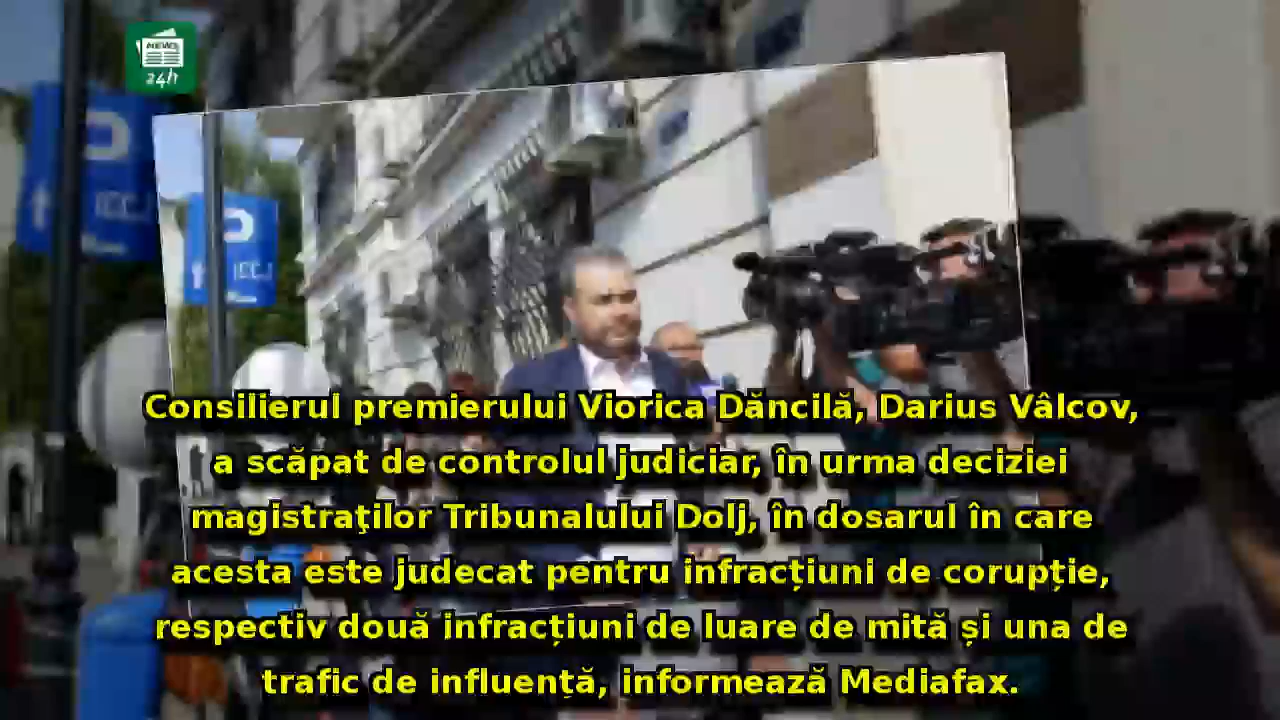 NEWS
24h
ICCJ
ICCJ
Consilierul premierului Viorica Dăncilă, Darius Vâlcov,
a scăpat de controlul judiciar, în urma deciziei
magistraţilor Tribunalului Dolj, în dosarul în care
acesta este judecat pentru infracțiuni de corupție,
respectiv două infracțiuni de luare de mită și una de
trafic de influență, informează Mediafax.